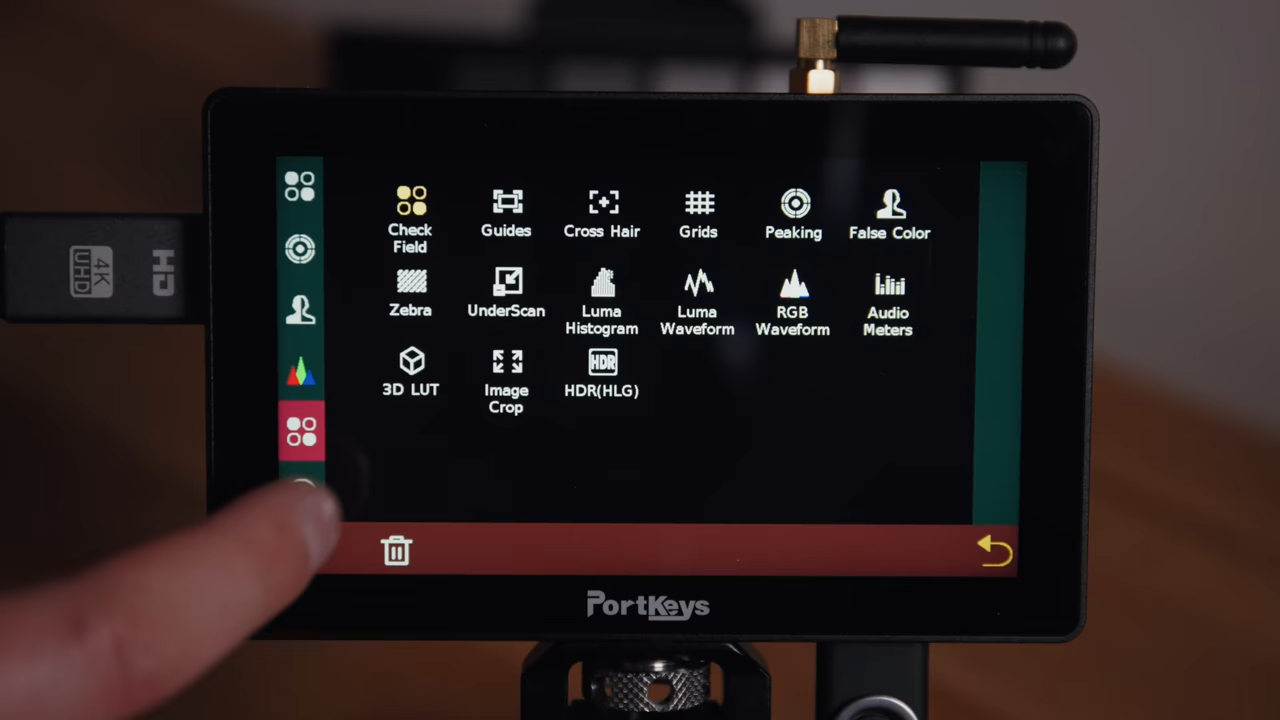 Check
Field
Guides
Cross Hair
Grids
Peaking
False Color
Zebra
UnderScan
Luma
Histogram
Luma
Waveform
RGB
Waveform
Audio
Meters
3D LUT
Image
Crop
HDR
HDR(HLG)
4K
UHD
HD
PortKeys